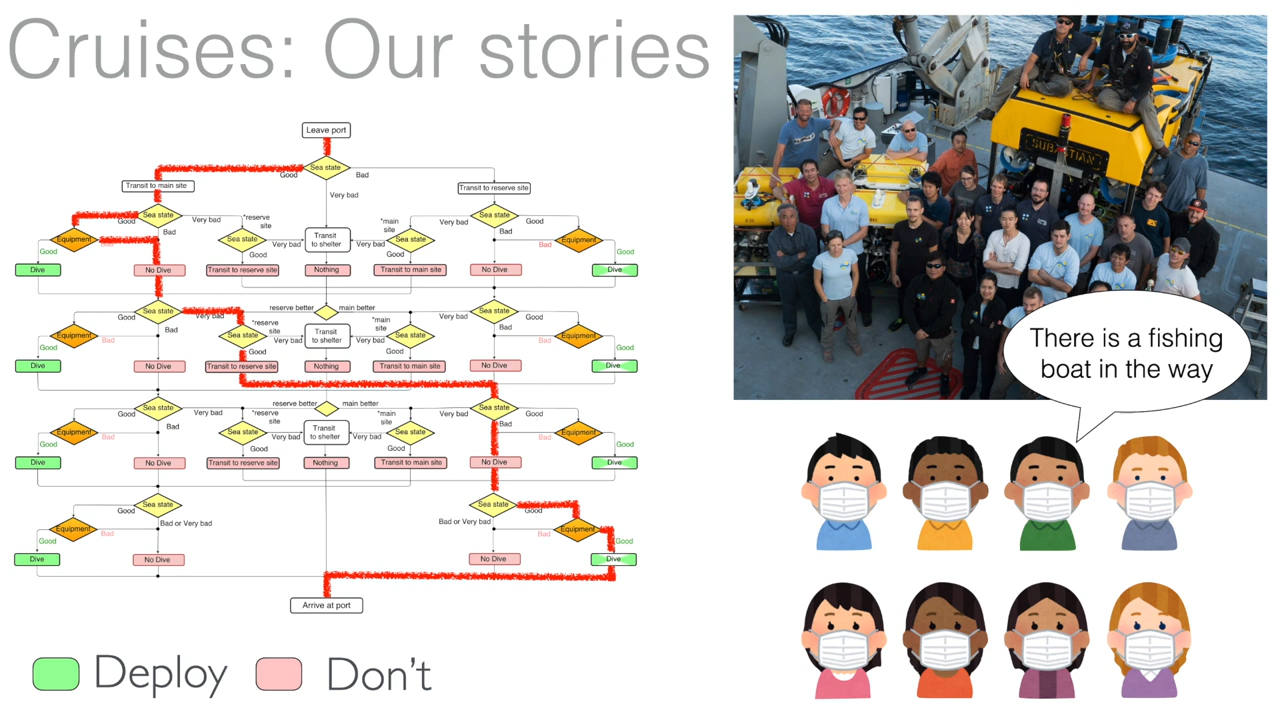 Cruises: Our stories
Leave port
Sea state
Good
Bad
Very bad
Transit to main site
Transit to reserve site
Sea state
Good
Very bad
Bad
*reserve
site
*main
site
Very bad
Sea state
Good
Bad
Equipment
Bad
Good
Sea state
Very bad
Good
Transit
to shelter
Very bad
Sea state
Good
Bad
Equipment
Good
Dive
No Dive
Transit to reserve site
Nothing
Transit to main site
No Dive
Dive
reserve better
main better
Sea state
Good
Very bad
Bad
*reserve
site
*main
site
Very bad
Sea state
Good
Bad
Equipment
Bad
Good
Sea state
Very bad
Good
Transit
to shelter
Very bad
Sea state
Good
Bad
Equipment
Good
Dive
No Dive
Transit to reserve site
Nothing
Transit to main site
No Dive
Dive
reserve better
main better
Sea state
Good
Very bad
Bad
*reserve
site
*main
site
Very bad
Sea state
Good
Bad
Equipment
Bad
Good
Sea state
Very bad
Good
Transit
to shelter
Very bad
Sea state
Good
Bad
Equipment
Good
Dive
No Dive
Transit to reserve site
Nothing
Transit to main site
No Dive
Dive
Sea state
Good
Bad or Very bad
Sea state
Good
Bad or Very bad
Equipment
Bad
Good
Bad
Equipment
Good
Dive
No Dive
No Dive
Dive
Arrive at port
Deploy
Don't
SUBASTIAN
There is a fishing
boat in the way